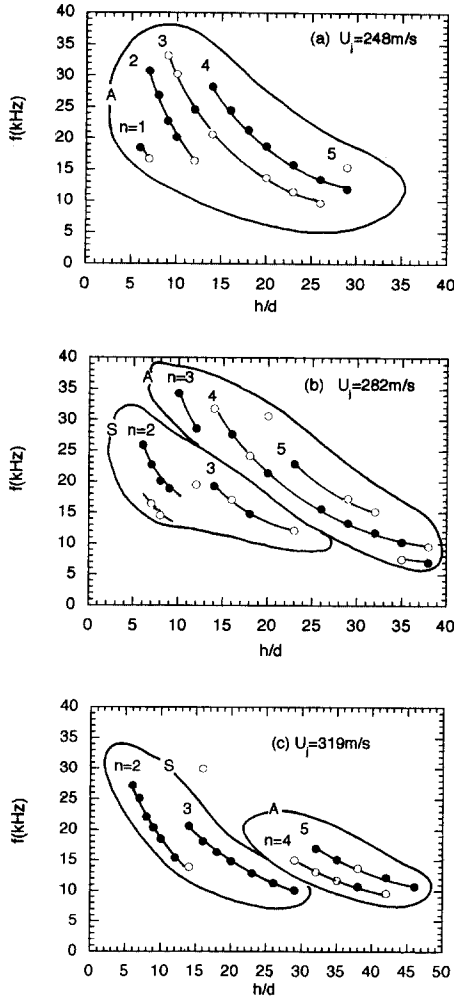 40
(a) Uj=248m/s
35
3
30
2
4
25
A
20
n=1
15
5
10
5
0
f(kHz)
0 5 10 15 20 25 30 35 40
h/d
40
(b) Uj=282m/s
A
n=3
35
4
30
S
n=2
25
5
20
3
15
10
5
0
f(kHz)
0 5 10 15 20 25 30 35 40
h/d
40
(c) Uj=319m/s
35
S
30
n=2
25
A
20
3
5
n=4
15
10
5
0
f(kHz)
0 5 10 15 20 25 30 35 40 45 50
h/d